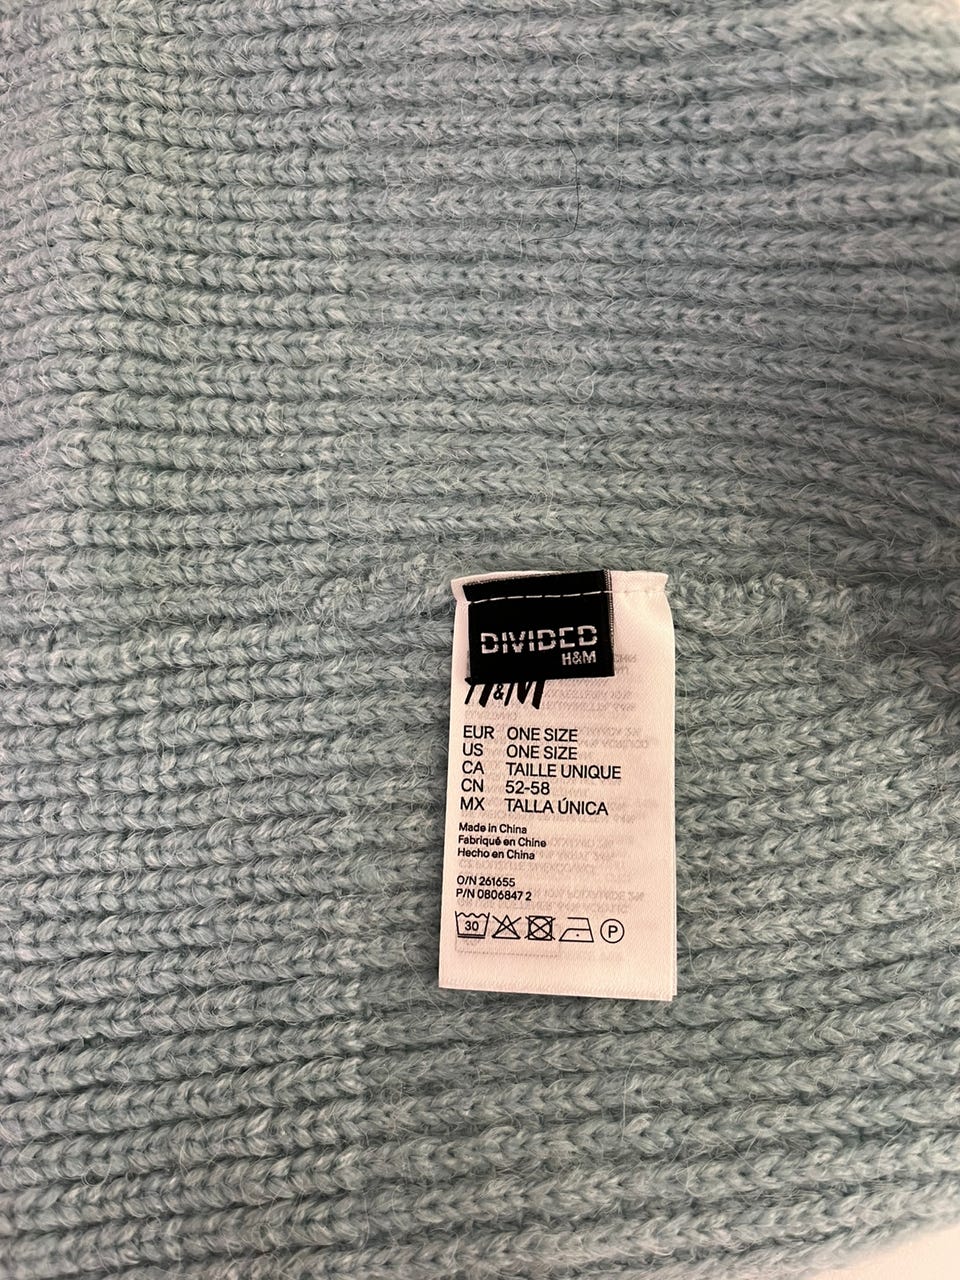 DIVIDED
H&M
H&M
EUR ONE SIZE
US ONE SIZE
CA TAILLE UNIQUE
CN 52-58
MX TALLA ÚNICA
Made in China
Fabriqué en Chine
Hecho en China
O/N 261655
P/N 0806847 2
30
P